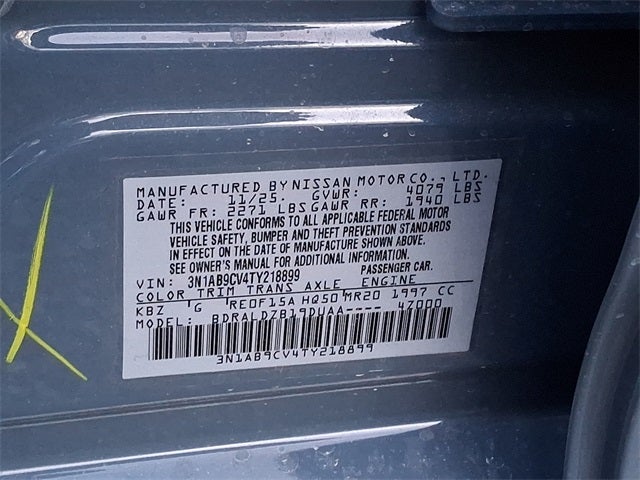 MANUFACTURED BY NISSAN MOTOR CO., LTD.
DATE: 11/25. GVWR: 4079 LBS
GAWR FR: 2271 LBS GAWR RR: 1940 LBS
THIS VEHICLE CONFORMS TO ALL APPLICABLE FEDERAL MOTOR
VEHICLE SAFETY, BUMPER AND THEFT PREVENTION STANDARDS
IN EFFECT ON THE DATE OF MANUFACTURE SHOWN ABOVE.
SEE OWNER'S MANUAL FOR ADDITIONAL INFORMATION.
VIN: 3N1AB9CV4TY218899 PASSENGER CAR.
COLOR TRIM TRANS AXLE ENGINE
KBZ G RE0F15A HQ50 MR20 1997 CC
MODEL: BDRALDZB19DUAA---- 47000
3N1AB9CV4TY218899